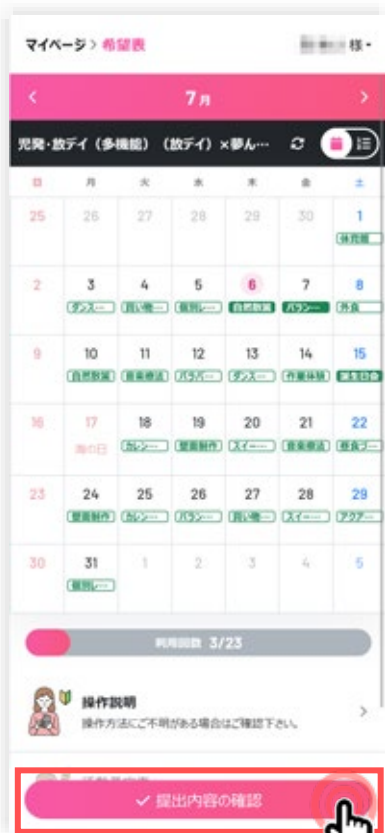 マイページ > 希望表
様
7月
児発・放デイ（多機能）（放デイ）×夢ん…
日 月 火 水 木 金 土
25 26 27 28 29 30 1
体育館
2 3 4 5 6 7 8
ダンス… 買い物… 個別レ… 自然散策 バラン… 外食
9 10 11 12 13 14 15
自然散策 音楽療法 ダンス… 作業体験 誕生日会
16 17 18 19 20 21 22
海の日 カレン… 壁面制作 スイー… 音楽療法 昼食づ…
23 24 25 26 27 28 29
壁面制作 カレン… 買い物… スイー… アクア…
30 31 1 2 3 4 5
個別レ…
利用回数 3/23
操作説明
操作方法にご不明がある場合はご確認下さい。
提出内容の確認